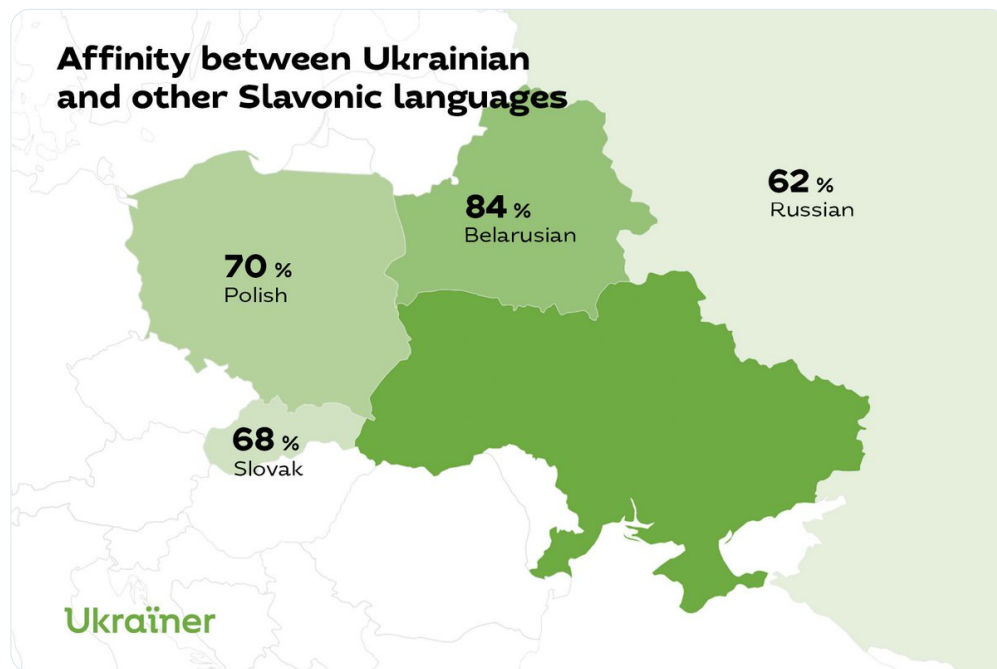 Affinity between Ukrainian
and other Slavonic languages
62 %
Russian
84 %
Belarusian
70 %
Polish
68 %
Slovak
Ukraïner